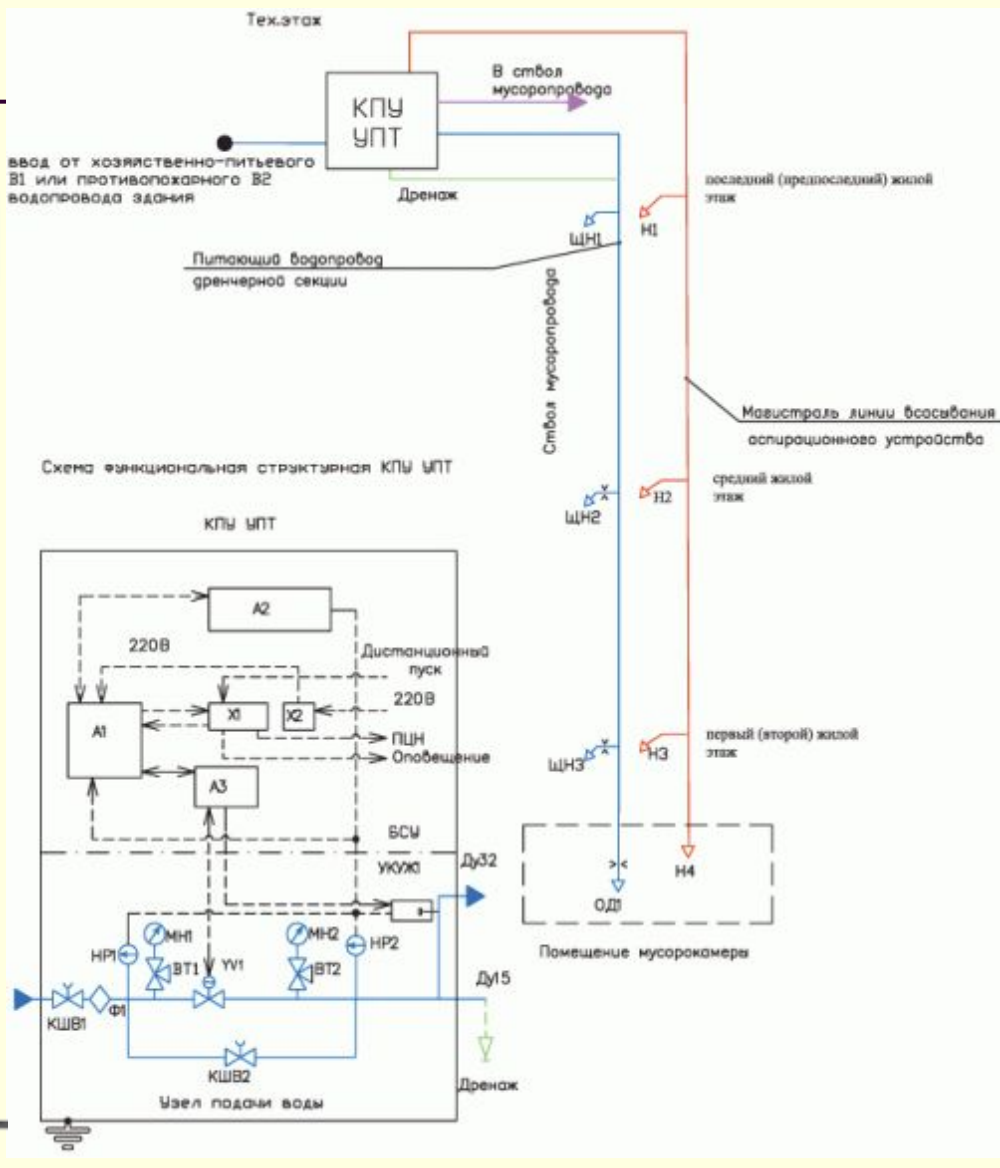 Тех.этаж
КПУ
УПТ
В ствол
мусоропровода
ввод от хозяйственно-питьевого
В1 или противопожарного В2
водопровода здания
Дренаж
последний (предпоследний) жилой
этаж
ЩН1
Н1
Питающий водопровод
дренчерной секции
Ствол мусоропровода
Магистраль линии всасывания
аспирационного устройства
средний жилой
этаж
ЩН2
Н2
первый (второй) жилой
этаж
ЩН3
Н3
Н4
ОД1
Помещение мусорокамеры
Схема функциональная структурная КПУ УПТ
КПУ УПТ
А2
220В
Дистанционный
пуск
220В
А1
Х1
Х2
ПЦН
Оповещение
А3
БСУ
УКУЖ1
Ду32
МН1
МН2
НР1
ВТ1
YV1
ВТ2
НР2
Ду15
КШВ1
Ф1
КШВ2
Дренаж
Узел подачи воды